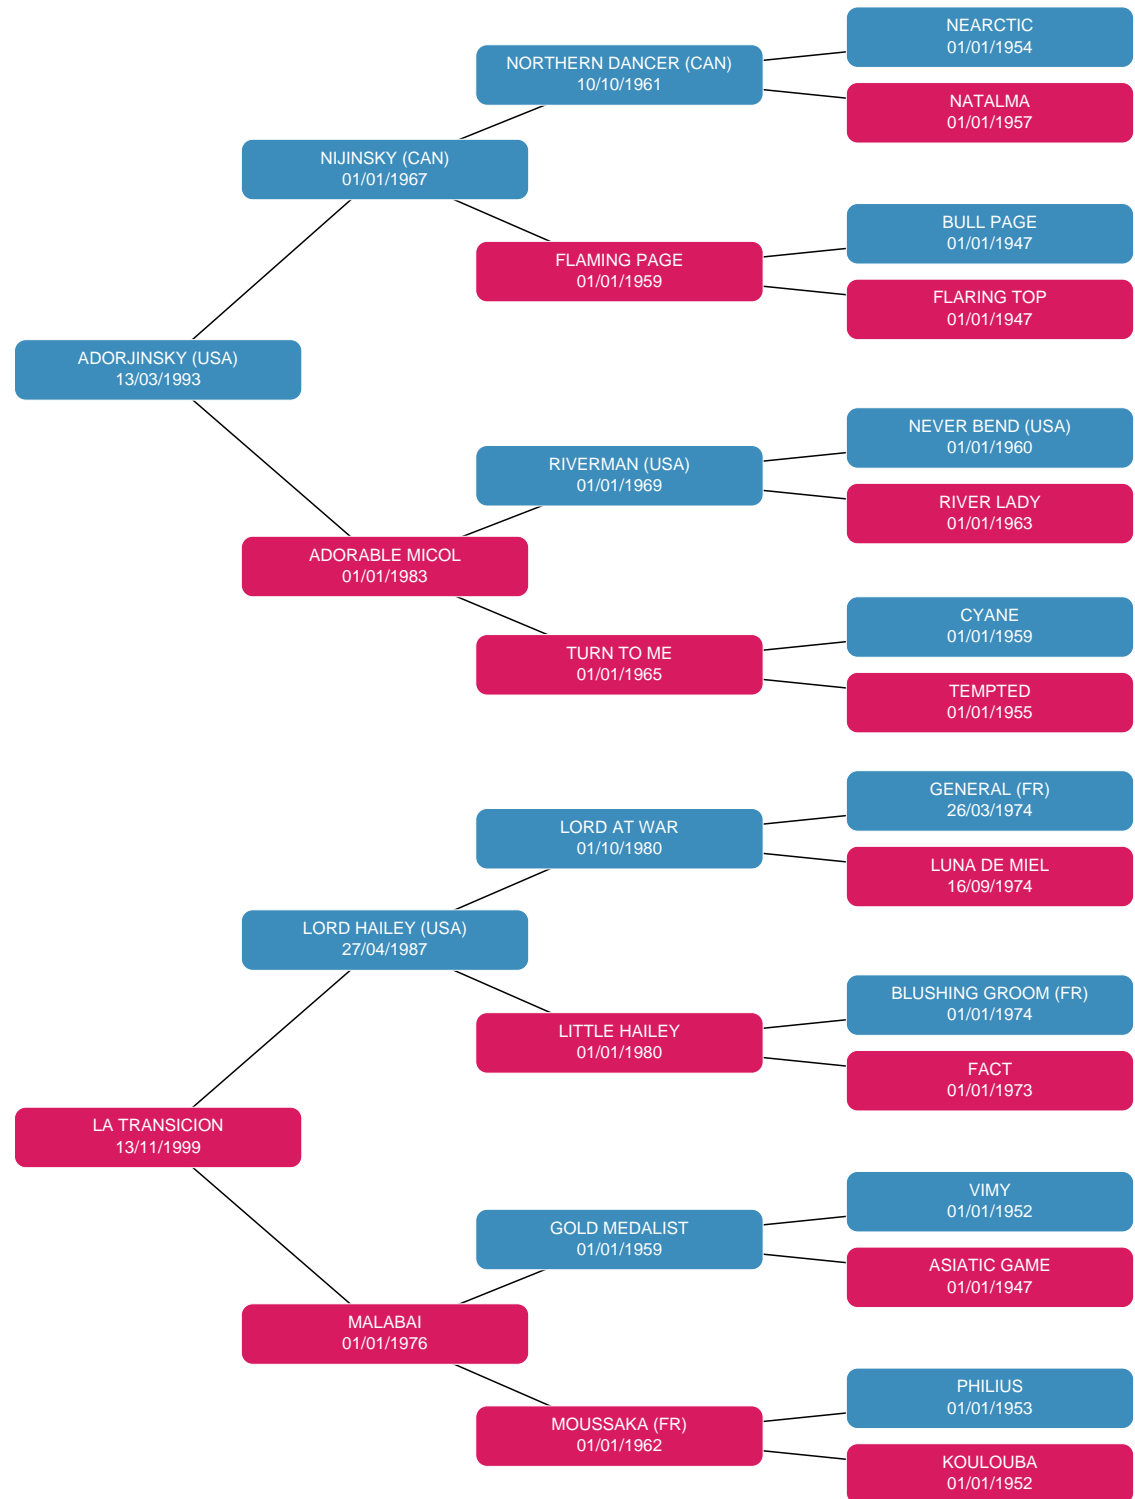 NEARCTIC
01/01/1954
NORTHERN DANCER (CAN)
10/10/1961
NATALMA
01/01/1957
NIJINSKY (CAN)
01/01/1967
BULL PAGE
01/01/1947
FLAMING PAGE
01/01/1959
FLARING TOP
01/01/1947
ADORJINSKY (USA)
13/03/1993
NEVER BEND (USA)
01/01/1960
RIVERMAN (USA)
01/01/1969
RIVER LADY
01/01/1963
ADORABLE MICOL
01/01/1983
CYANE
01/01/1959
TURN TO ME
01/01/1965
TEMPTED
01/01/1955
GENERAL (FR)
26/03/1974
LORD AT WAR
01/10/1980
LUNA DE MIEL
16/09/1974
LORD HAILEY (USA)
27/04/1987
BLUSHING GROOM (FR)
01/01/1974
LITTLE HAILEY
01/01/1980
FACT
01/01/1973
LA TRANSICION
13/11/1999
VIMY
01/01/1952
GOLD MEDALIST
01/01/1959
ASIATIC GAME
01/01/1947
MALABAI
01/01/1976
PHILIUS
01/01/1953
MOUSSAKA (FR)
01/01/1962
KOULOUBA
01/01/1952